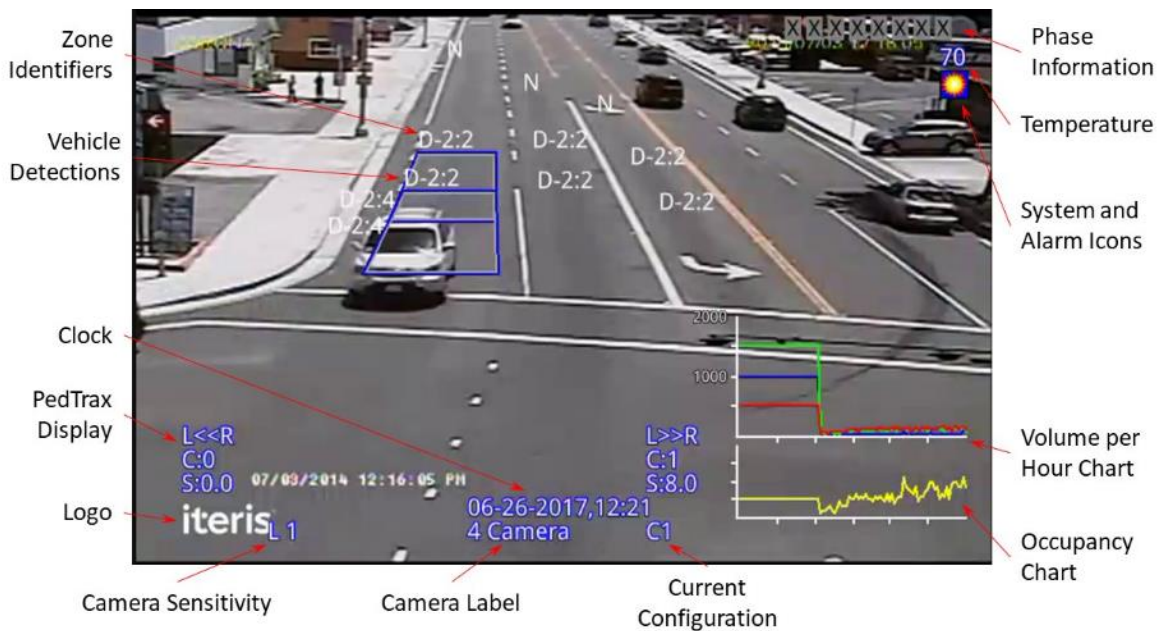 Zone
Identifiers
Vehicle
Detections
Clock
PedTrax
Display
Logo
Camera Sensitivity
Camera Label
Current
Configuration
Phase
Information
Temperature
System and
Alarm Icons
Volume per
Hour Chart
Occupancy
Chart
X X X X X X X X
70
N
N
N
D-2:2
D-2:2
D-2:2
D-2:2
D-2:2
D-2:2
D-2:4
D-2:4
2000
1000
L<<R
C:0
S:0.0
07/03/2014 12:16:05 PM
L>>R
C:1
S:8.0
06-26-2017,12:21
4 Camera
C1
iteris
L 1